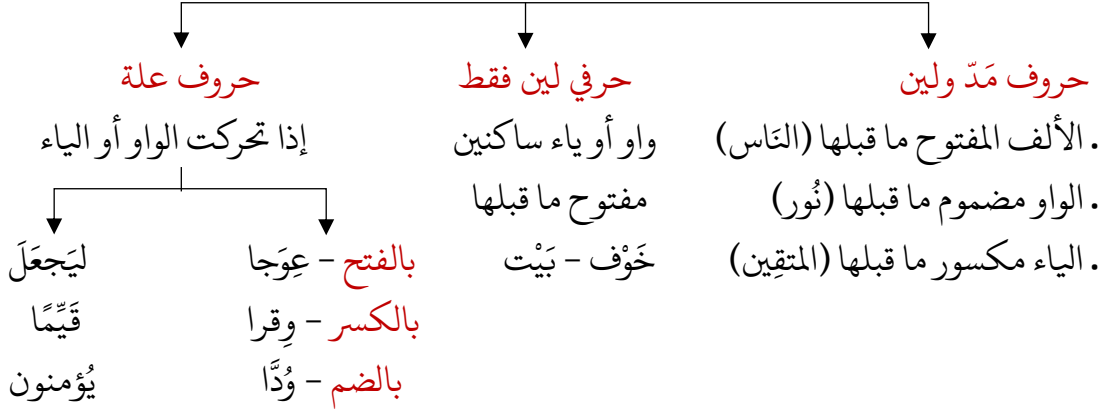 حروف مَدّ ولين
. الألف المفتوح ما قبلها (النَاس)
. الواو مضموم ما قبلها (نُور)
. الياء مكسور ما قبلها (المتقِين)
حرفي لين فقط
واو أو ياء ساكنين
مفتوح ما قبلها
خَوْف – بَيْت
حروف علة
إذا تحركت الواو أو الياء
بالفتح – عِوَجا ليَجعَلَ
بالكسر – وِقرا قَيِّمًا
بالضم – وُدَّا يُؤمنون